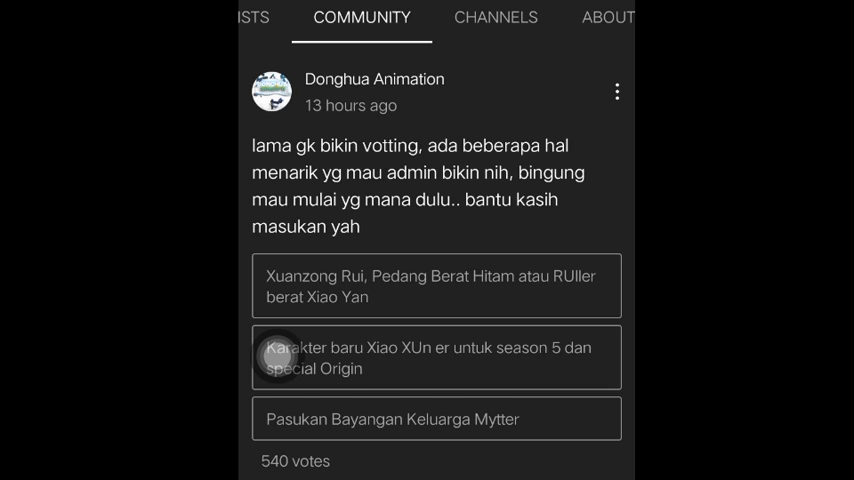 ISTS COMMUNITY CHANNELS ABOUT
Donghua Animation
13 hours ago
lama gk bikin votting, ada beberapa hal
menarik yg mau admin bikin nih, bingung
mau mulai yg mana dulu.. bantu kasih
masukan yah
Xuanzong Rui, Pedang Berat Hitam atau RUller
berat Xiao Yan
Karakter baru Xiao XUn er untuk season 5 dan
special Origin
Pasukan Bayangan Keluarga Mytter
540 votes